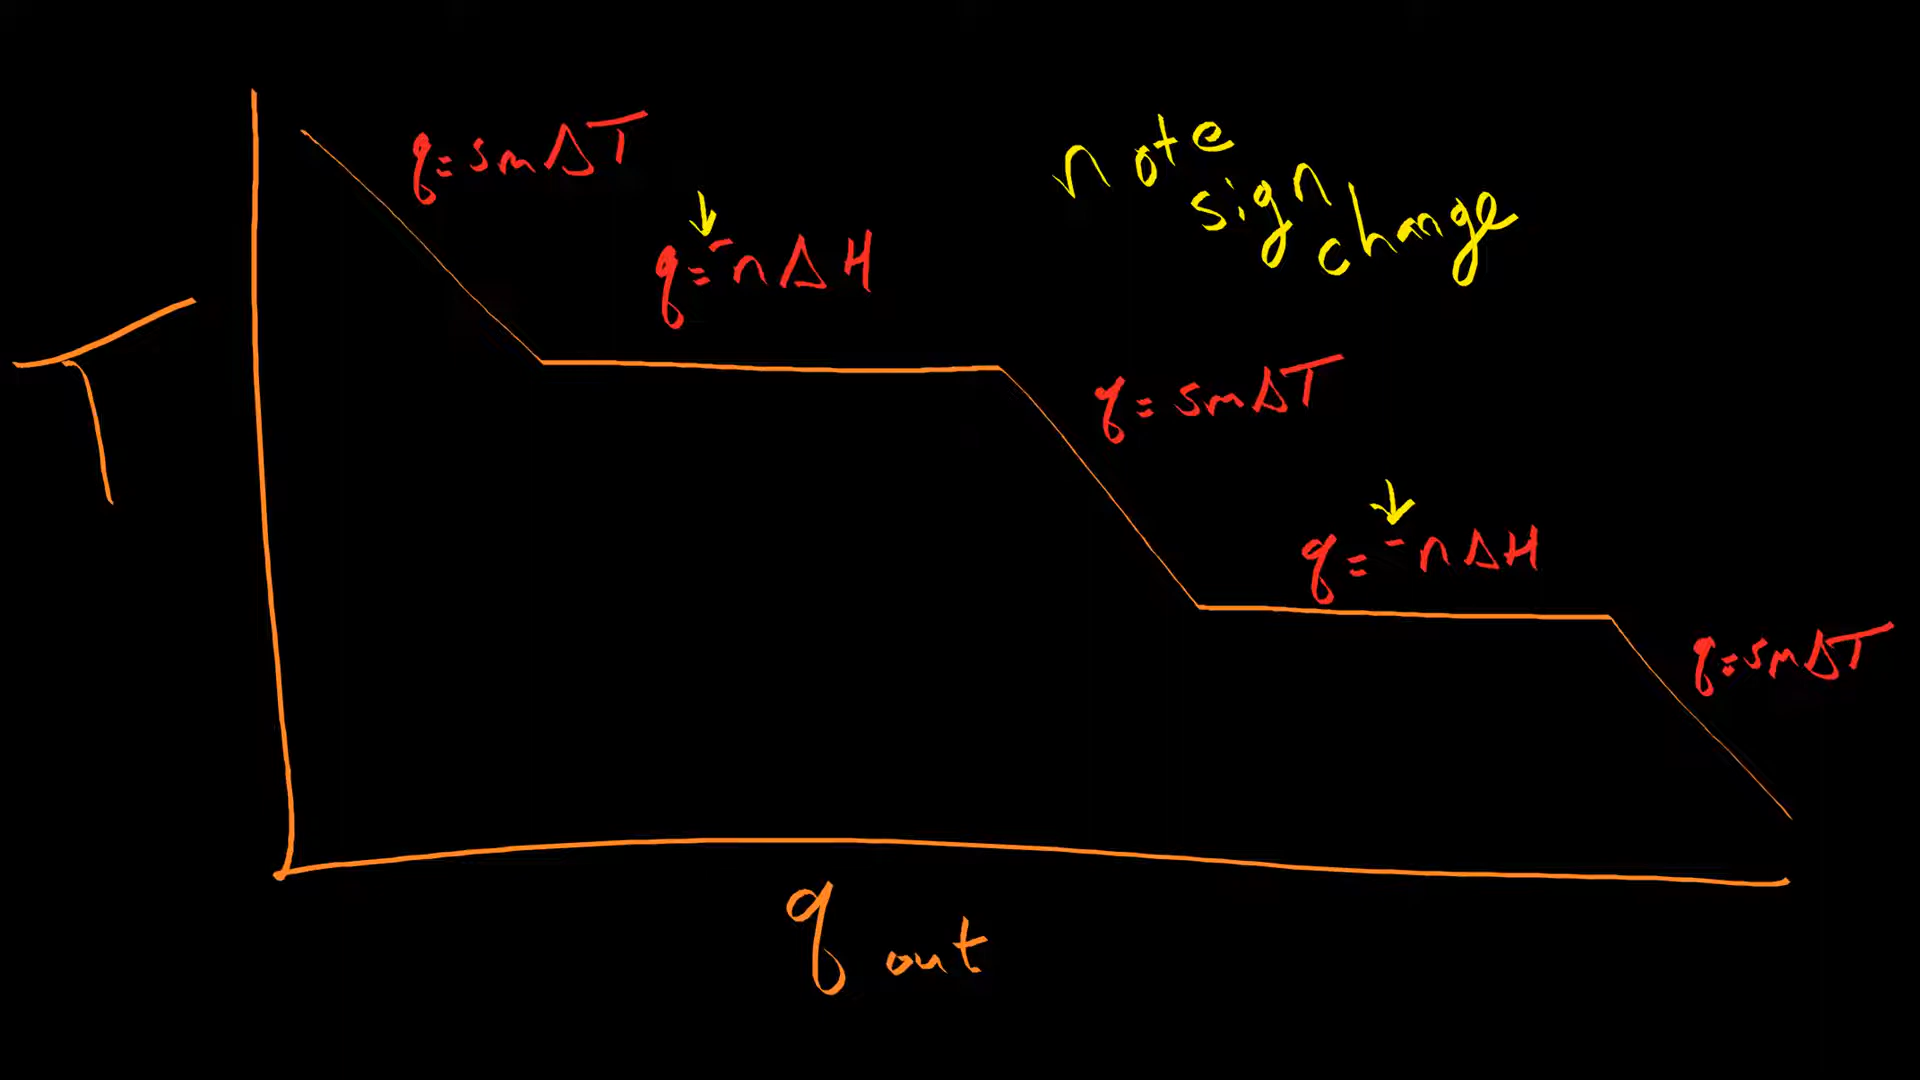 q = smΔT
note
sign
change
q = -nΔH
T
q = smΔT
q = -nΔH
q = smΔT
q out